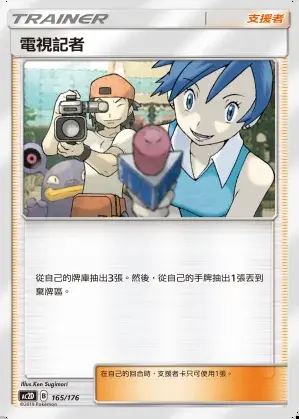 TRAINER
支援者
電視記者
從自己的牌庫抽出3張。然後，從自己的手牌抽出1張丟到
棄牌區。
Illus. Ken Sugimori
AC2D B 165/176
©2019 Pokémon
在自己的回合時，支援者卡只可使用1張。